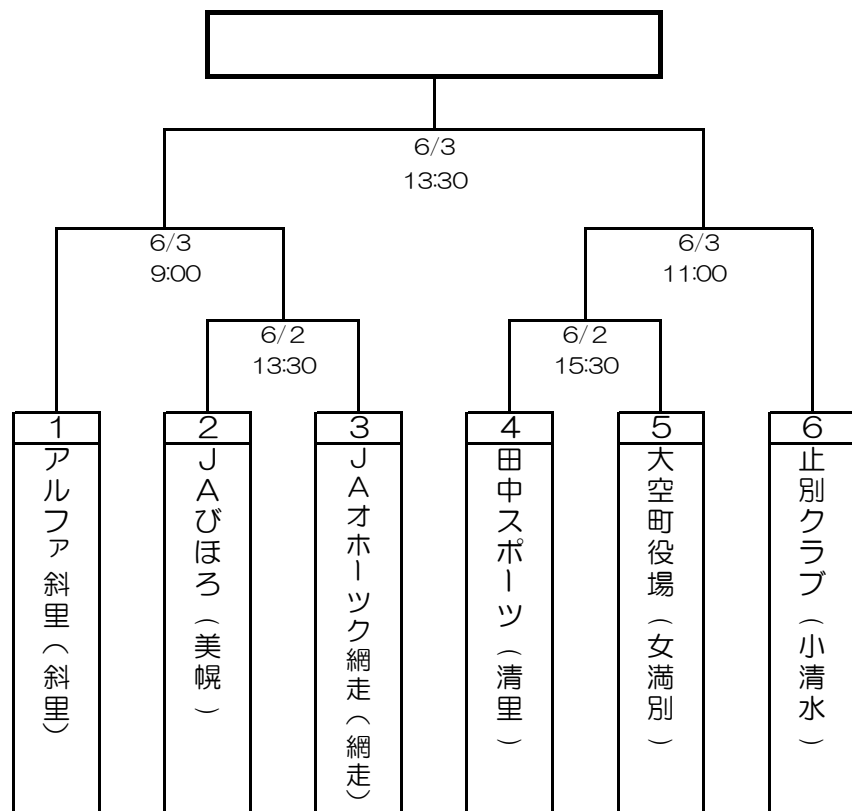 6/3
13:30
6/3
9:00
6/3
11:00
6/2
13:30
6/2
15:30
1
アルファ斜里(斜里)
2
JAびほろ(美幌)
3
JAオホーツク網走(網走)
4
田中スポーツ(清里)
5
大空町役場(女満別)
6
止別クラブ(小清水)